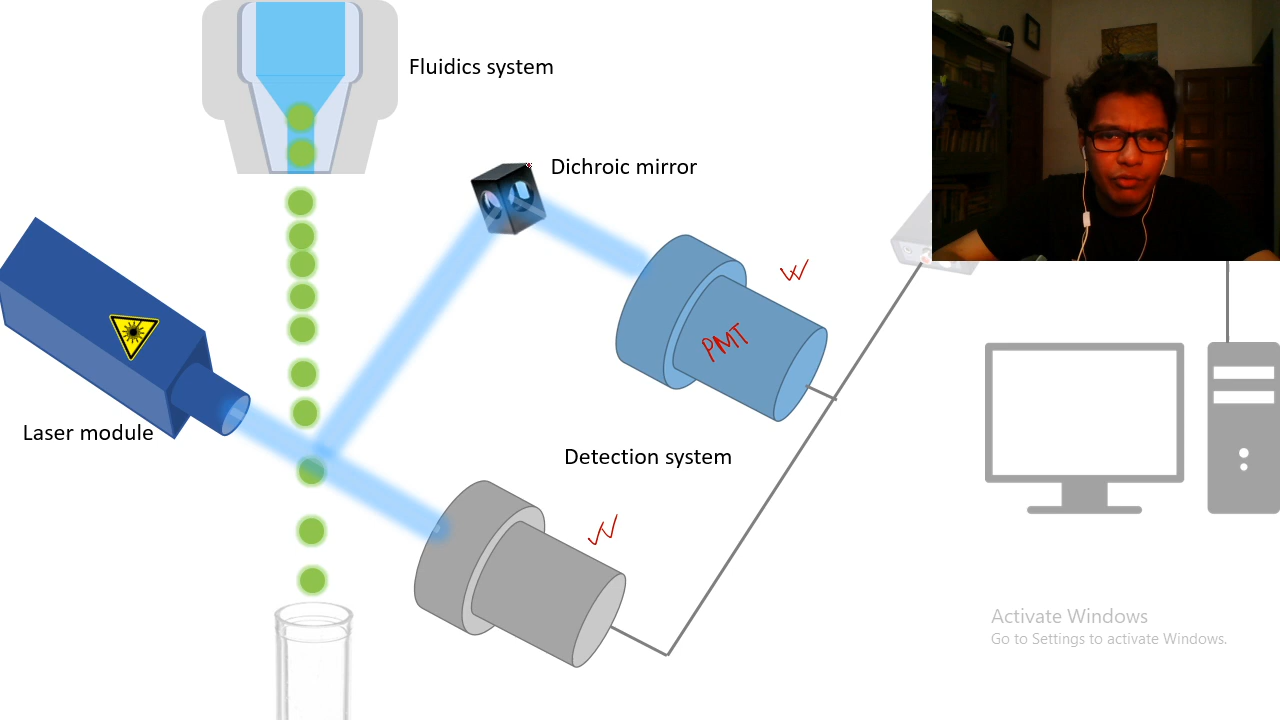 Fluidics system
Dichroic mirror
PMT
Laser module
Detection system
Activate Windows
Go to Settings to activate Windows.